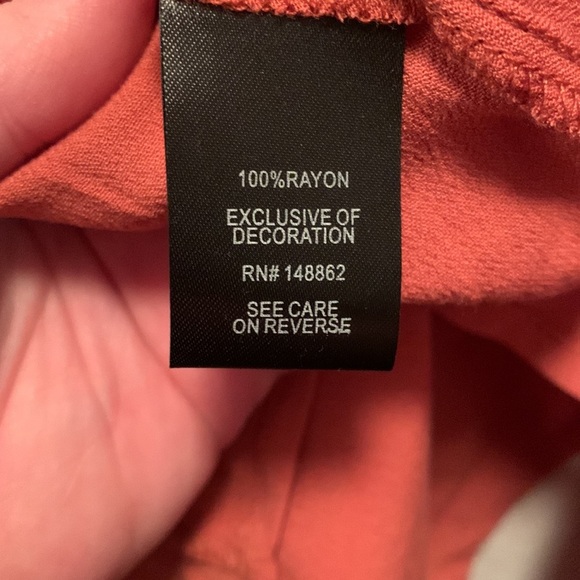 100%RAYON
EXCLUSIVE OF
DECORATION
RN# 148862
SEE CARE
ON REVERSE